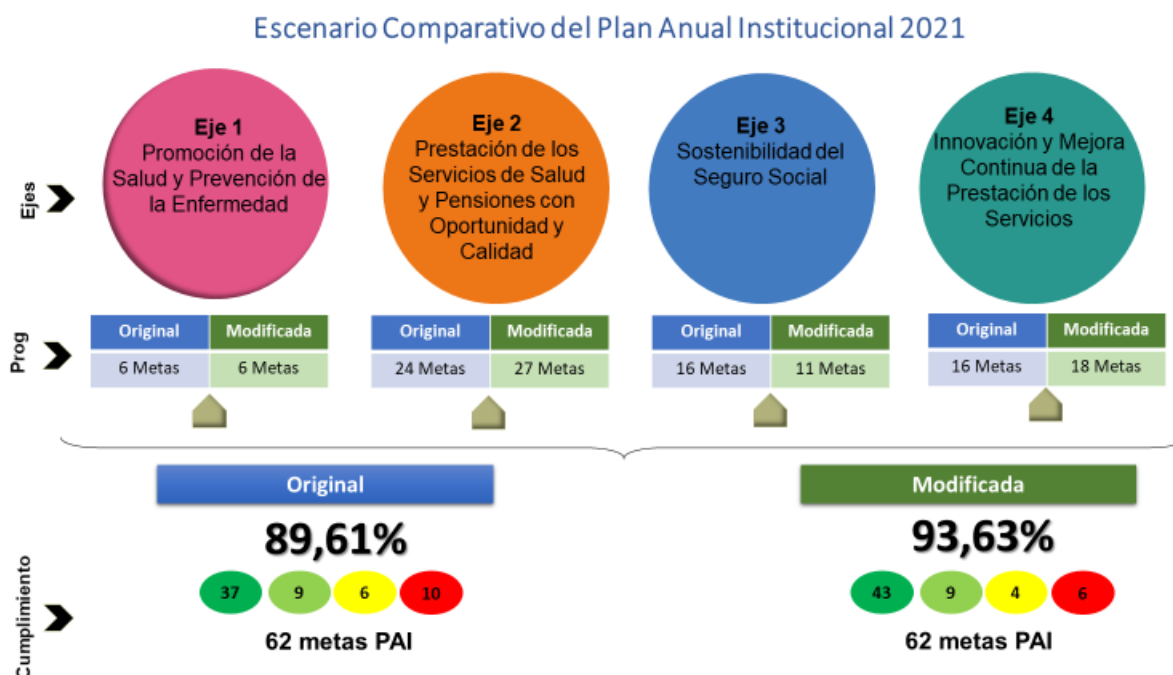 Escenario Comparativo del Plan Anual Institucional 2021
Ejes
Eje 1
Promoción de la
Salud y Prevención de
la Enfermedad
Eje 2
Prestación de los
Servicios de Salud
y Pensiones con
Oportunidad y
Calidad
Eje 3
Sostenibilidad del
Seguro Social
Eje 4
Innovación y Mejora
Continua de la
Prestación de los
Servicios
Prog
Original Modificada
6 Metas 6 Metas
Original Modificada
24 Metas 27 Metas
Original Modificada
16 Metas 11 Metas
Original Modificada
16 Metas 18 Metas
Cumplimiento
Original
89,61%
37 9 6 10
62 metas PAI
Modificada
93,63%
43 9 4 6
62 metas PAI